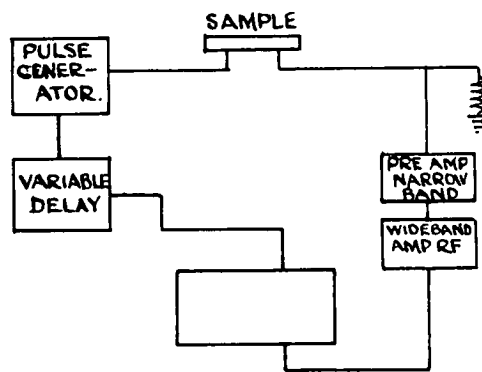 SAMPLE
PULSE
GENER-
ATOR.
VARIABLE
DELAY
PRE AMP
NARROW
BAND
WIDEBAND
AMP RF